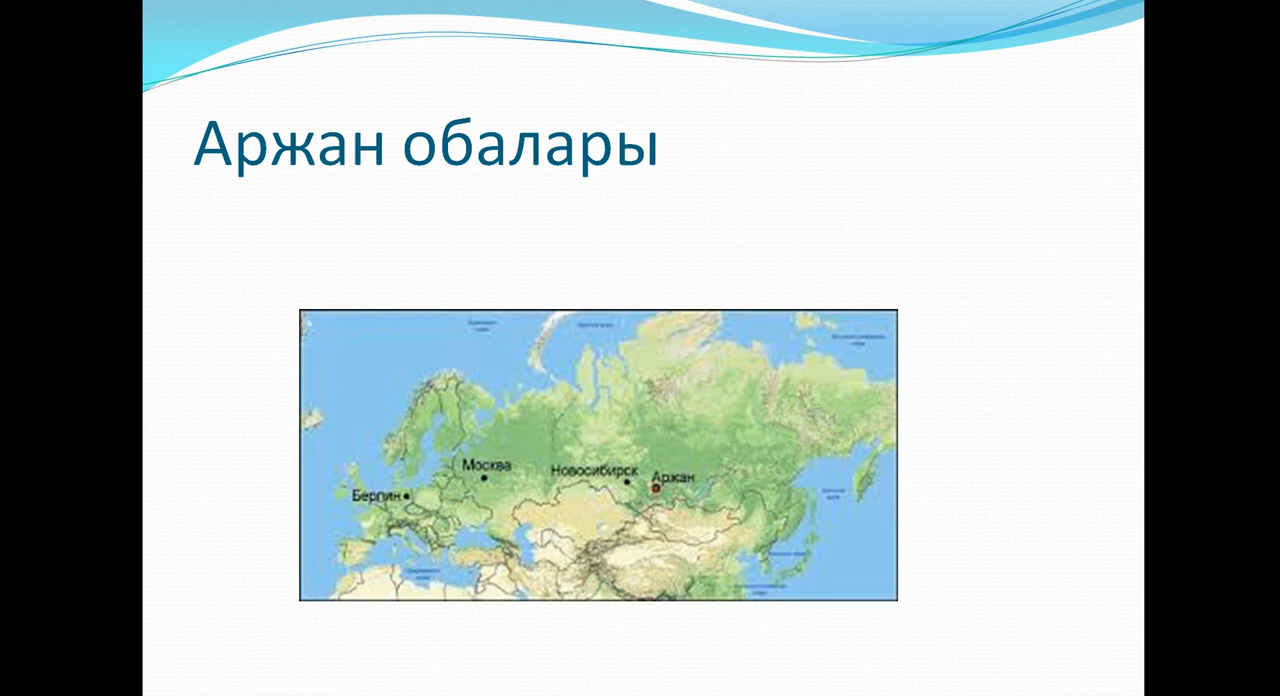 Аржан обалары
Москва
Новосибирск
Аржан
Берлин